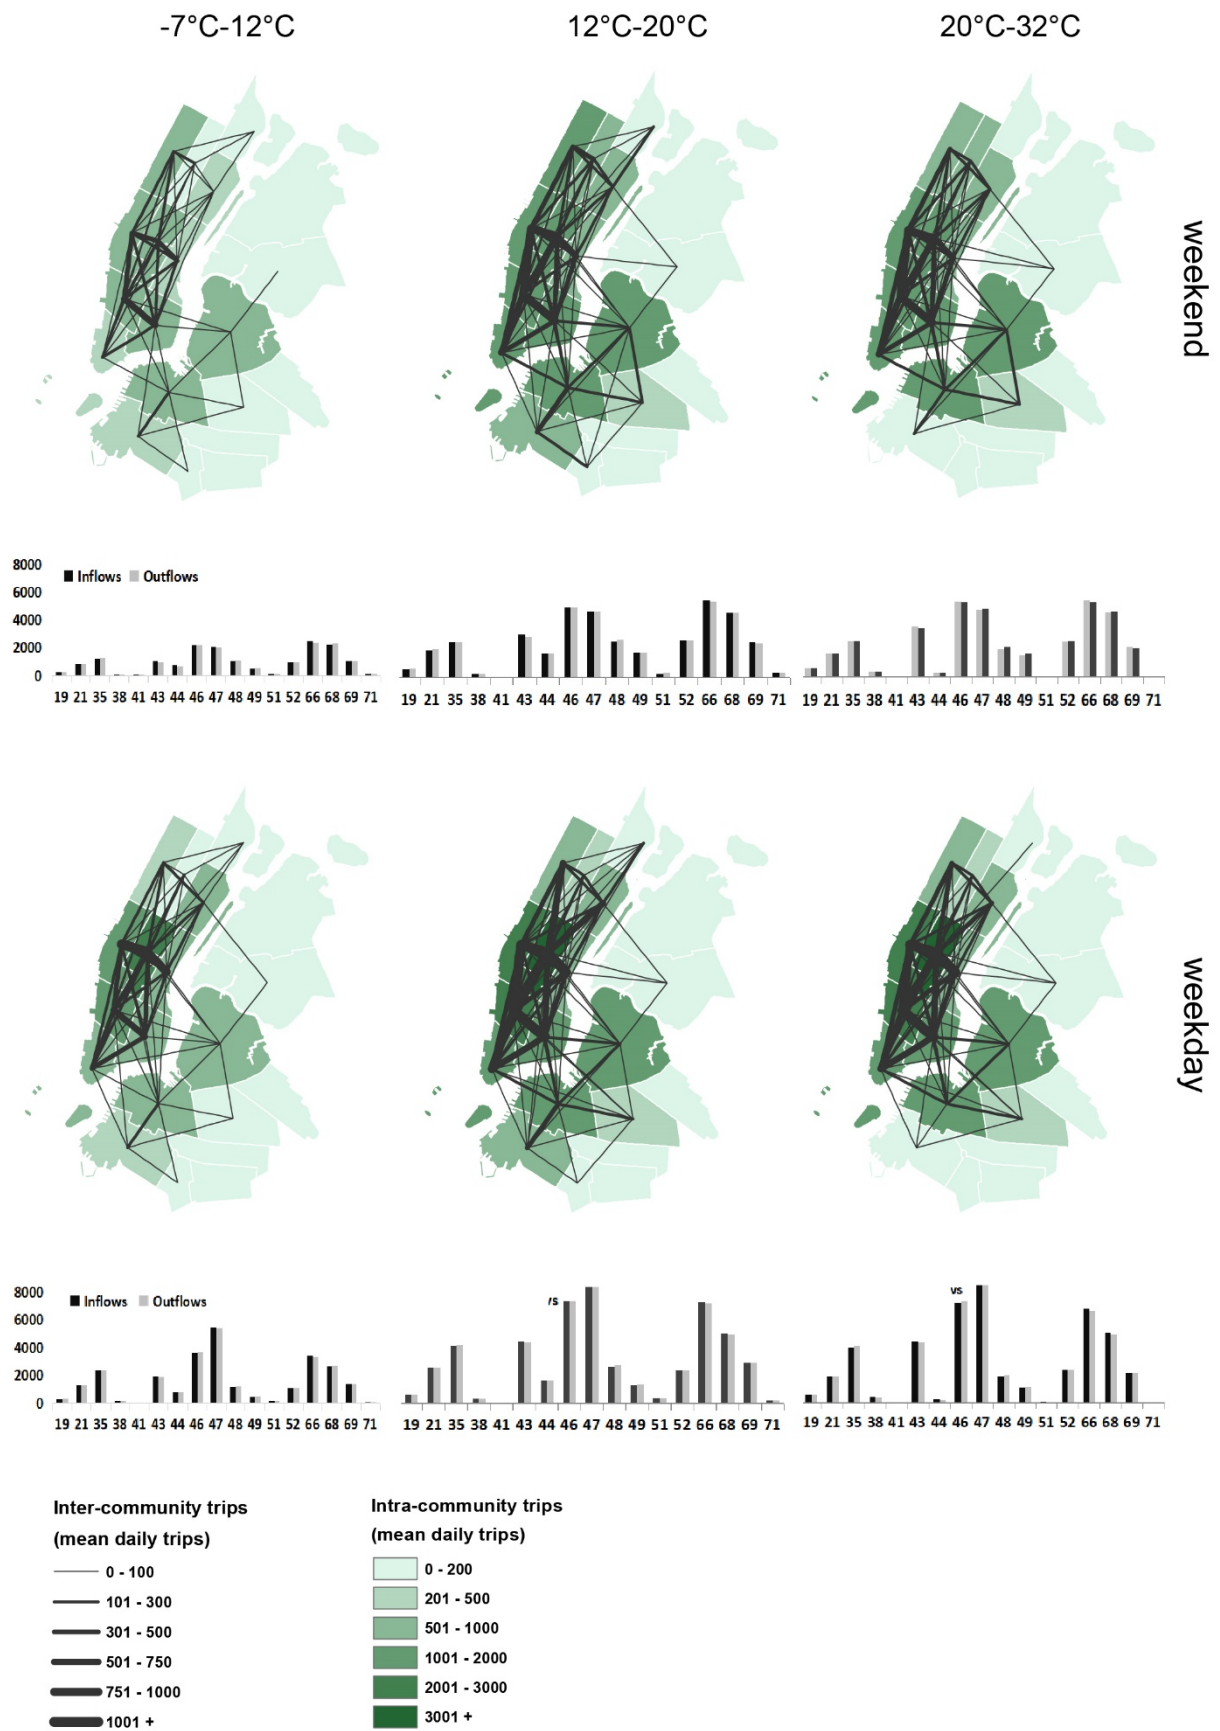 -7°C-12°C 12°C-20°C 20°C-32°C
weekend
8000
6000
4000
2000
0
Inflows Outflows
19 21 35 38 41 43 44 46 47 48 49 51 52 66 68 69 71
19 21 35 38 41 43 44 46 47 48 49 51 52 66 68 69 71
19 21 35 38 41 43 44 46 47 48 49 51 52 66 68 69 71
weekday
8000
6000
4000
2000
0
Inflows Outflows
vs
19 21 35 38 41 43 44 46 47 48 49 51 52 66 68 69 71
19 21 35 38 41 43 44 46 47 48 49 51 52 66 68 69 71
19 21 35 38 41 43 44 46 47 48 49 51 52 66 68 69 71
Inter-community trips
(mean daily trips)
0 - 100
101 - 300
301 - 500
501 - 750
751 - 1000
1001 +
Intra-community trips
(mean daily trips)
0 - 200
201 - 500
501 - 1000
1001 - 2000
2001 - 3000
3001 +